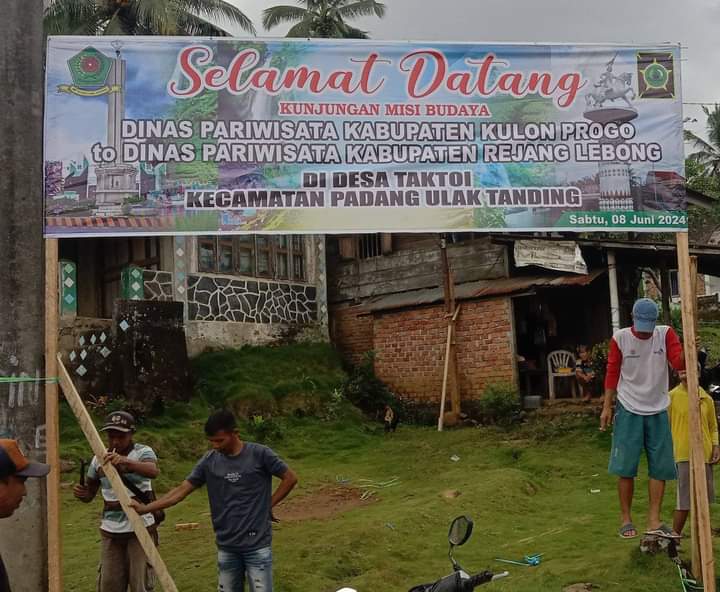 Selamat Datang
KUNJUNGAN MISI BUDAYA
DINAS PARIWISATA KABUPATEN KULON PROGO
to DINAS PARIWISATA KABUPATEN REJANG LEBONG
DI DESA TAKTOI
KECAMATAN PADANG ULAK TANDING
Sabtu, 08 Juni 2024